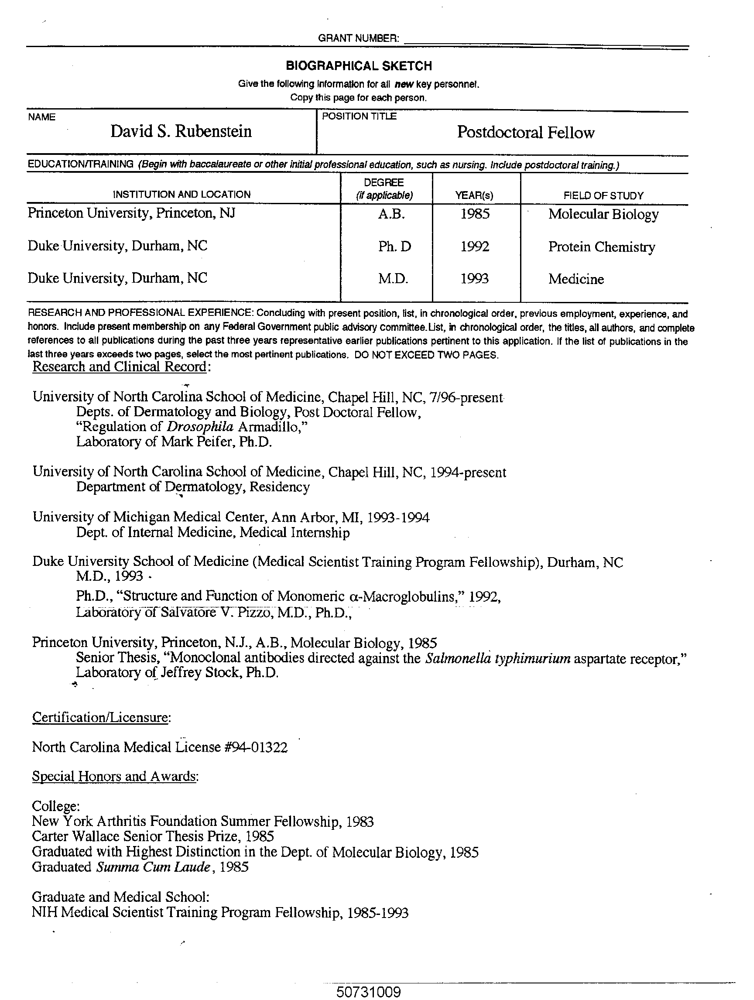 GRANT NUMBER:
BIOGRAPHICAL SKETCH
Give the following information for all new key personnel.
Copy this page for each person.
NAME
David S. Rubenstein
POSITION TITLE
Postdoctoral Fellow
EDUCATION/TRAINING (Begin with baccalaureate or other initial professional education, such as nursing. Include postdoctoral training.)
INSTITUTION AND LOCATION DEGREE (if applicable) YEAR(s) FIELD OF STUDY
Princeton University, Princeton, NJ A.B. 1985 Molecular Biology
Duke University, Durham, NC Ph. D 1992 Protein Chemistry
Duke University, Durham, NC M.D. 1993 Medicine
RESEARCH AND PROFESSIONAL EXPERIENCE: Concluding with present position, list, in chronological order, previous employment, experience, and
honors. Include present membership on any Federal Government public advisory committee. List, in chronological order, the titles, all authors, and complete
references to all publications during the past three years representative earlier publications pertinent to this application. If the list of publications in the
last three years exceeds two pages, select the most pertinent publications. DO NOT EXCEED TWO PAGES.
Research and Clinical Record:
University of North Carolina School of Medicine, Chapel Hill, NC, 7/96-present
Depts. of Dermatology and Biology, Post Doctoral Fellow,
"Regulation of Drosophila Armadillo,"
Laboratory of Mark Peifer, Ph.D.
University of North Carolina School of Medicine, Chapel Hill, NC, 1994-present
Department of Dermatology, Residency
University of Michigan Medical Center, Ann Arbor, MI, 1993-1994
Dept. of Internal Medicine, Medical Internship
Duke University School of Medicine (Medical Scientist Training Program Fellowship), Durham, NC
M.D., 1993
Ph.D., "Structure and Function of Monomeric α-Macroglobulins," 1992,
Laboratory of Salvatore V. Pizzo, M.D., Ph.D.,
Princeton University, Princeton, N.J., A.B., Molecular Biology, 1985
Senior Thesis, "Monoclonal antibodies directed against the Salmonella typhimurium aspartate receptor,"
Laboratory of Jeffrey Stock, Ph.D.
Certification/Licensure:
North Carolina Medical License #94-01322
Special Honors and Awards:
College:
New York Arthritis Foundation Summer Fellowship, 1983
Carter Wallace Senior Thesis Prize, 1985
Graduated with Highest Distinction in the Dept. of Molecular Biology, 1985
Graduated Summa Cum Laude, 1985
Graduate and Medical School:
NIH Medical Scientist Training Program Fellowship, 1985-1993
50731009